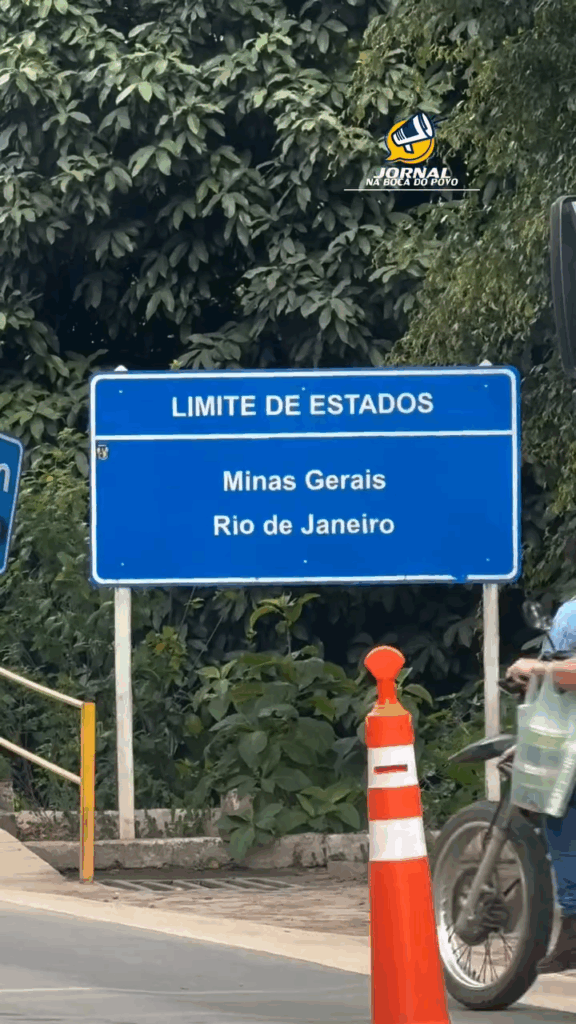 JORNAL
NA BOCA DO POVO
LIMITE DE ESTADOS
Minas Gerais
Rio de Janeiro